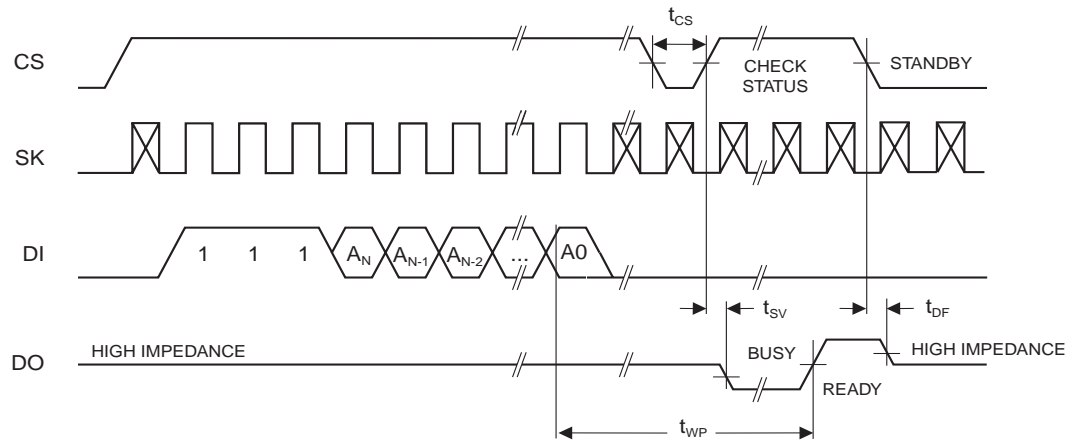 t_CS
CS
CHECK
STATUS
STANDBY
SK
DI
1 1 1 A_N A_N-1 A_N-2 ... A0
t_SV
t_DF
DO
HIGH IMPEDANCE
BUSY
READY
HIGH IMPEDANCE
t_WP